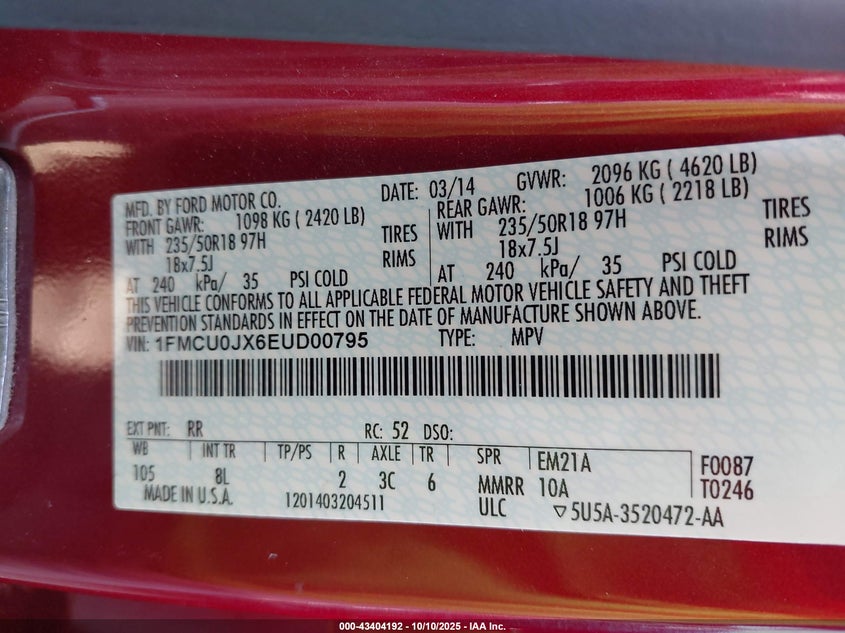 MFD. BY FORD MOTOR CO. DATE: 03/14 GVWR: 2096 KG ( 4620 LB)
FRONT GAWR: 1098 KG ( 2420 LB) REAR GAWR: 1006 KG ( 2218 LB)
WITH 235/50R18 97H TIRES WITH 235/50R18 97H TIRES
18x7.5J RIMS 18x7.5J RIMS
AT 240 kPa/ 35 PSI COLD AT 240 kPa/ 35 PSI COLD
THIS VEHICLE CONFORMS TO ALL APPLICABLE FEDERAL MOTOR VEHICLE SAFETY AND THEFT
PREVENTION STANDARDS IN EFFECT ON THE DATE OF MANUFACTURE SHOWN ABOVE.
VIN: 1FMCU0JX6EUD00795 TYPE: MPV
EXT PNT: RR RC: 52 DSO:
WB INT TR TP/PS R AXLE TR SPR EM21A F0087
105 8L 2 3C 6 MMRR 10A T0246
MADE IN U.S.A. 1201403204511 ULC ▽5U5A-3520472-AA
000-43404192 - 10/10/2025 - IAA Inc.